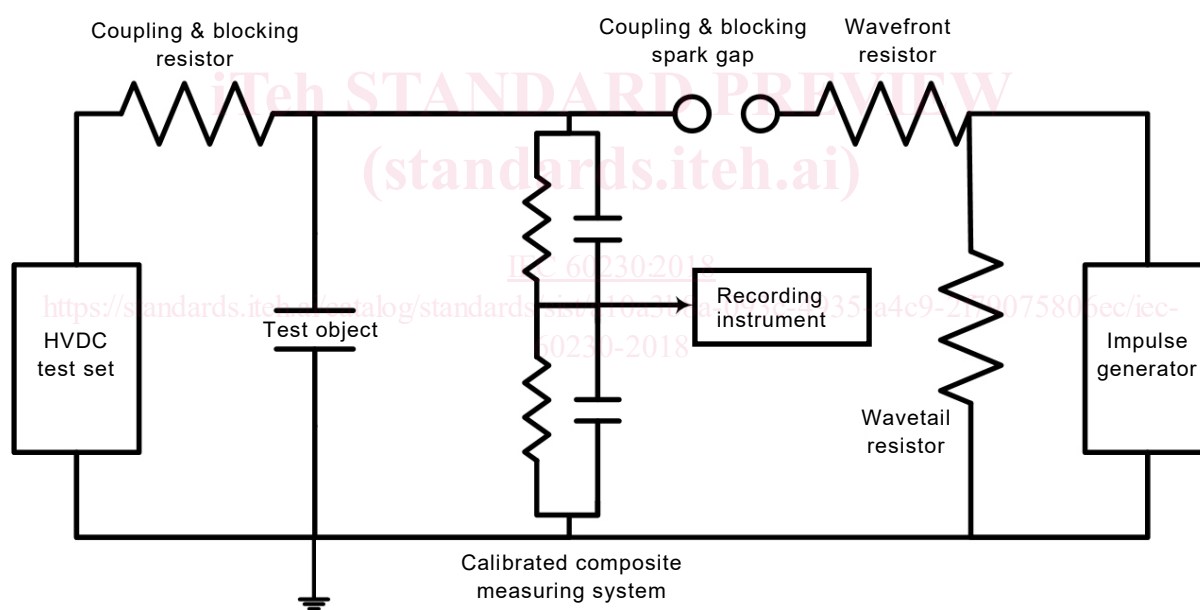 Coupling & blocking
resistor
Coupling & blocking
spark gap
Wavefront
resistor
iTeh STANDARD PREVIEW
(standards.iteh.ai)
IEC 60230:2018
60230-2018
HVDC
test set
Test object
Recording
instrument
Impulse
generator
Wavetail
resistor
Calibrated composite
measuring system